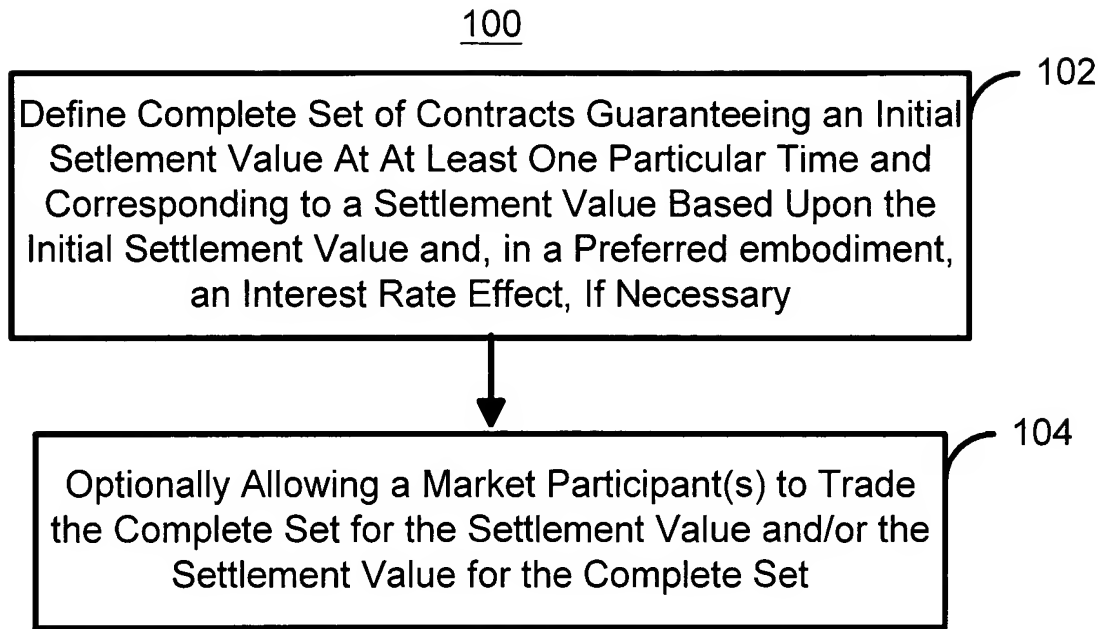 100
102
Define Complete Set of Contracts Guaranteeing an Initial
Setlement Value At At Least One Particular Time and
Corresponding to a Settlement Value Based Upon the
Initial Settlement Value and, in a Preferred embodiment,
an Interest Rate Effect, If Necessary
104
Optionally Allowing a Market Participant(s) to Trade
the Complete Set for the Settlement Value and/or the
Settlement Value for the Complete Set